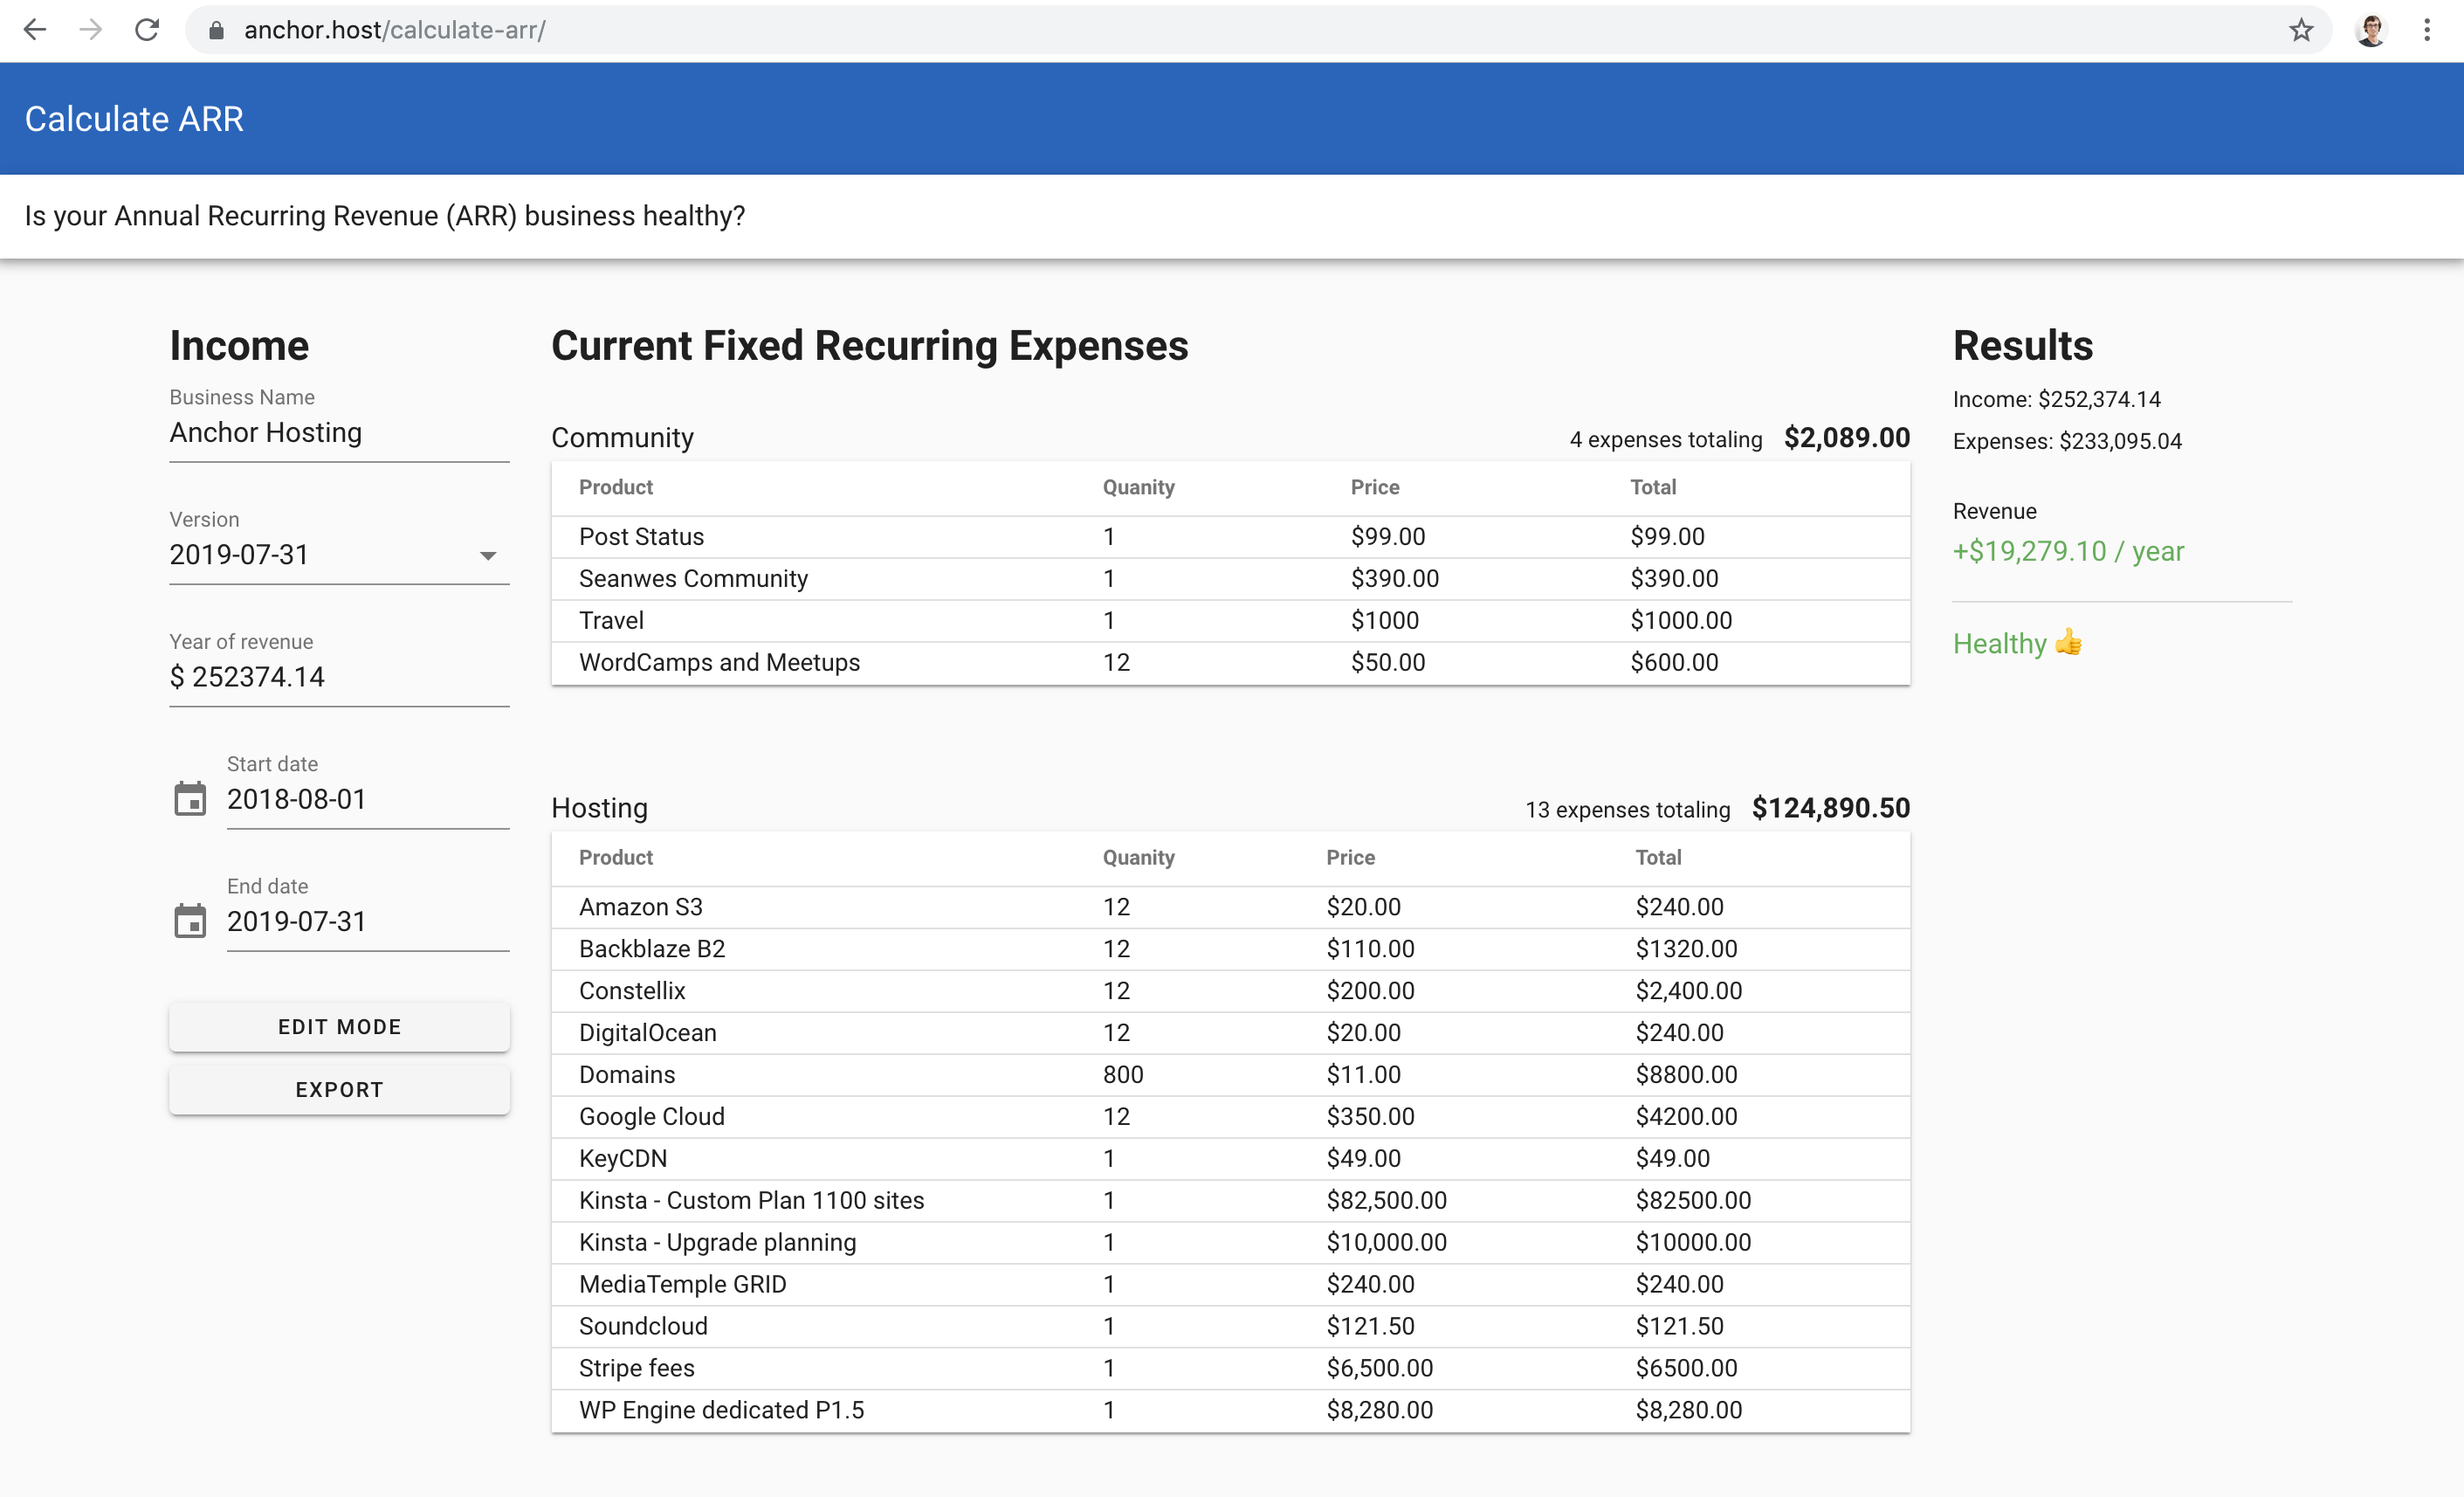 anchor.host/calculate-arr/
Calculate ARR
Is your Annual Recurring Revenue (ARR) business healthy?
Income
Business Name
Anchor Hosting
Version
2019-07-31
Year of revenue
$ 252374.14
Start date
2018-08-01
End date
2019-07-31
EDIT MODE
EXPORT
Current Fixed Recurring Expenses
Community 4 expenses totaling $2,089.00
Product Quanity Price Total
Post Status 1 $99.00 $99.00
Seanwes Community 1 $390.00 $390.00
Travel 1 $1000 $1000.00
WordCamps and Meetups 12 $50.00 $600.00
Hosting 13 expenses totaling $124,890.50
Product Quanity Price Total
Amazon S3 12 $20.00 $240.00
Backblaze B2 12 $110.00 $1320.00
Constellix 12 $200.00 $2,400.00
DigitalOcean 12 $20.00 $240.00
Domains 800 $11.00 $8800.00
Google Cloud 12 $350.00 $4200.00
KeyCDN 1 $49.00 $49.00
Kinsta - Custom Plan 1100 sites 1 $82,500.00 $82500.00
Kinsta - Upgrade planning 1 $10,000.00 $10000.00
MediaTemple GRID 1 $240.00 $240.00
Soundcloud 1 $121.50 $121.50
Stripe fees 1 $6,500.00 $6500.00
WP Engine dedicated P1.5 1 $8,280.00 $8,280.00
Results
Income: $252,374.14
Expenses: $233,095.04
Revenue
+$19,279.10 / year
Healthy 👍